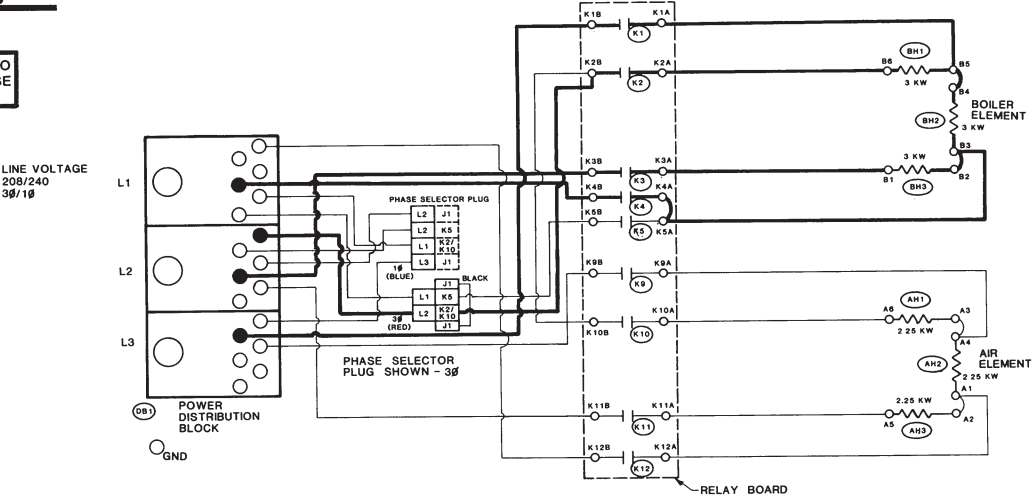 O
SE
LINE VOLTAGE
208/240
3Ø/1Ø
L1
L2
L3
DB1
POWER
DISTRIBUTION
BLOCK
GND
PHASE SELECTOR PLUG
L2 J1
L2 K5
L1 K2/K10
L3 J1
1Ø
(BLUE)
BLACK
J1
L1 K5
L2 K2/K10
J1
3Ø
(RED)
PHASE SELECTOR
PLUG SHOWN - 3Ø
K1B K1A
K1
K2B K2A
K2
K3B K3A
K3
K4B K4A
K4
K5B K5A
K5
K9B K9A
K9
K10B K10A
K10
K11B K11A
K11
K12B K12A
K12
RELAY BOARD
BH1
B6 B5
3 KW
B4
BH2
3 KW
BOILER
ELEMENT
B3
3 KW
B1 B2
BH3
AH1
A6 A3
2 25 KW
A4
AH2
2 25 KW
AIR
ELEMENT
A1
2.25 KW
A5 A2
AH3